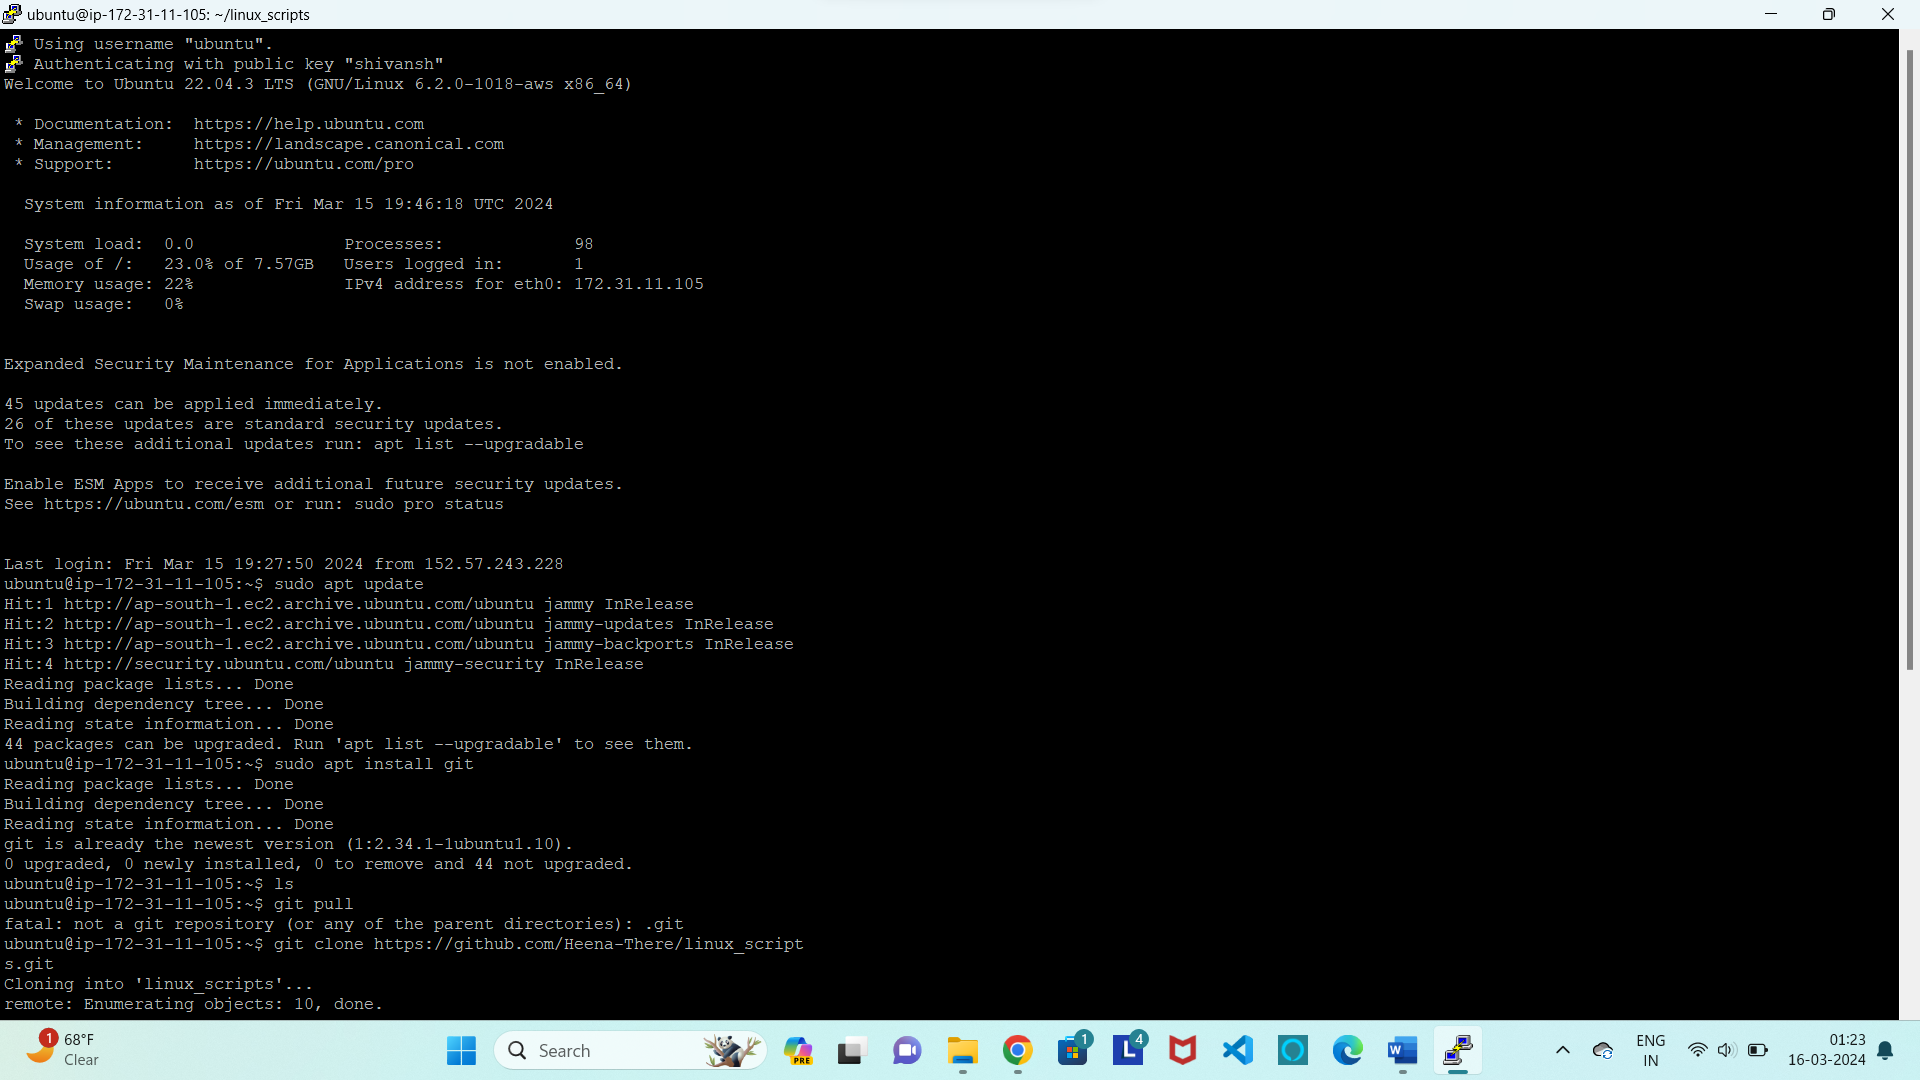 ubuntu@ip-172-31-11-105: ~/linux_scripts
Using username "ubuntu".
Authenticating with public key "shivansh"
Welcome to Ubuntu 22.04.3 LTS (GNU/Linux 6.2.0-1018-aws x86_64)
* Documentation:  https://help.ubuntu.com
* Management:     https://landscape.canonical.com
* Support:        https://ubuntu.com/pro
System information as of Fri Mar 15 19:46:18 UTC 2024
System load:  0.0               Processes:             98
Usage of /:   23.0% of 7.57GB   Users logged in:       1
Memory usage: 22%               IPv4 address for eth0: 172.31.11.105
Swap usage:   0%
Expanded Security Maintenance for Applications is not enabled.
45 updates can be applied immediately.
26 of these updates are standard security updates.
To see these additional updates run: apt list --upgradable
Enable ESM Apps to receive additional future security updates.
See https://ubuntu.com/esm or run: sudo pro status
Last login: Fri Mar 15 19:27:50 2024 from 152.57.243.228
ubuntu@ip-172-31-11-105:~$ sudo apt update
Hit:1 http://ap-south-1.ec2.archive.ubuntu.com/ubuntu jammy InRelease
Hit:2 http://ap-south-1.ec2.archive.ubuntu.com/ubuntu jammy-updates InRelease
Hit:3 http://ap-south-1.ec2.archive.ubuntu.com/ubuntu jammy-backports InRelease
Hit:4 http://security.ubuntu.com/ubuntu jammy-security InRelease
Reading package lists... Done
Building dependency tree... Done
Reading state information... Done
44 packages can be upgraded. Run 'apt list --upgradable' to see them.
ubuntu@ip-172-31-11-105:~$ sudo apt install git
Reading package lists... Done
Building dependency tree... Done
Reading state information... Done
git is already the newest version (1:2.34.1-1ubuntu1.10).
0 upgraded, 0 newly installed, 0 to remove and 44 not upgraded.
ubuntu@ip-172-31-11-105:~$ ls
ubuntu@ip-172-31-11-105:~$ git pull
fatal: not a git repository (or any of the parent directories): .git
ubuntu@ip-172-31-11-105:~$ git clone https://github.com/Heena-There/linux_script
s.git
Cloning into 'linux_scripts'...
remote: Enumerating objects: 10, done.
1
68°F
Clear
Search
PRE
1
L 4
W
ENG
IN
01:23
16-03-2024